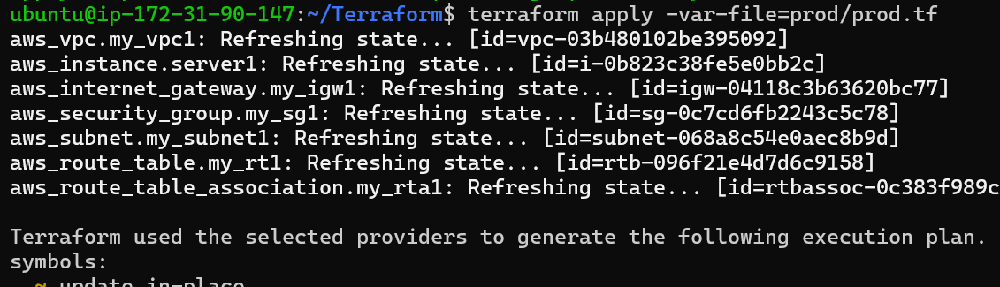 ubuntu@ip-172-31-90-147:~/Terraform$ terraform apply -var-file=prod/prod.tf
aws_vpc.my_vpc1: Refreshing state... [id=vpc-03b480102be395092]
aws_instance.server1: Refreshing state... [id=i-0b823c38fe5e0bb2c]
aws_internet_gateway.my_igw1: Refreshing state... [id=igw-04118c3b63620bc77]
aws_security_group.my_sg1: Refreshing state... [id=sg-0c7cd6fb2243c5c78]
aws_subnet.my_subnet1: Refreshing state... [id=subnet-068a8c54e0aec8b9d]
aws_route_table.my_rt1: Refreshing state... [id=rtb-096f21e4d7d6c9158]
aws_route_table_association.my_rta1: Refreshing state... [id=rtbassoc-0c383f989c
Terraform used the selected providers to generate the following execution plan.
symbols:
~ update in-place